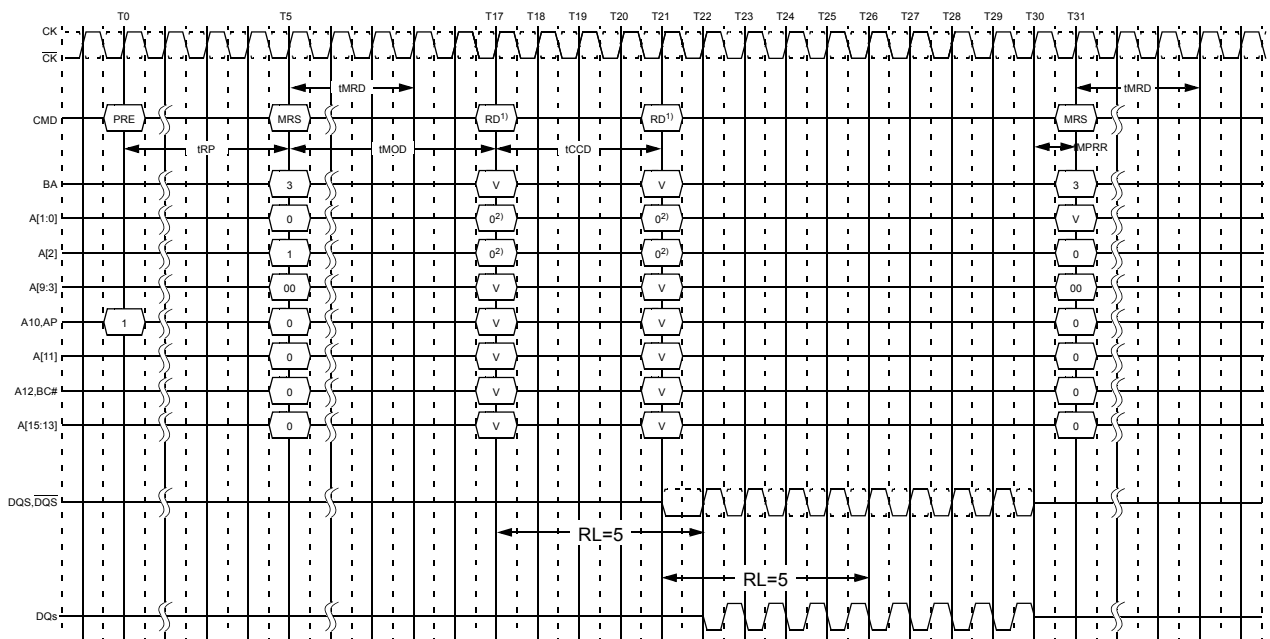 T0 T5 T17 T18 T19 T20 T21 T22 T23 T24 T25 T26 T27 T28 T29 T30 T31
CK
CK
tMRD tMRD
CMD PRE MRS RD1) RD1) MRS
tRP tMOD tCCD tMPRR
BA 3 V V 3
A[1:0] 0 02) 02) V
A[2] 1 02) 02) 0
A[9:3] 00 V V 00
A10,AP 1 0 V V 0
A[11] 0 V V 0
A12,BC# 0 V V 0
A[15:13] 0 V V 0
DQS,DQS
RL=5
RL=5
DQs